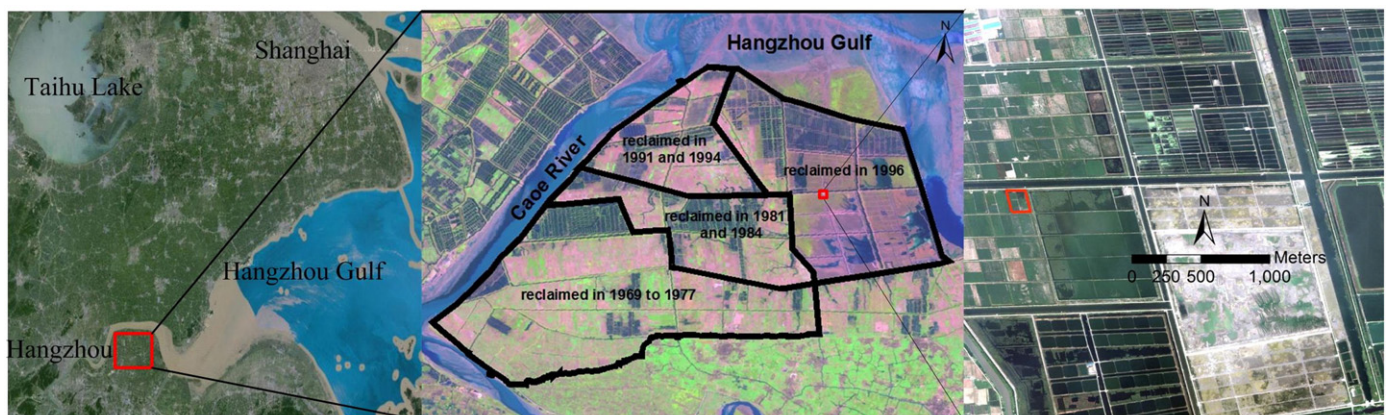 Shanghai
Taihu Lake
Hangzhou Gulf
Hangzhou
N
Hangzhou Gulf
Caoe River
reclaimed in
1991 and 1994
reclaimed in 1996
reclaimed in 1981
and 1984
reclaimed in 1969 to 1977
N
Meters
0 250 500 1,000